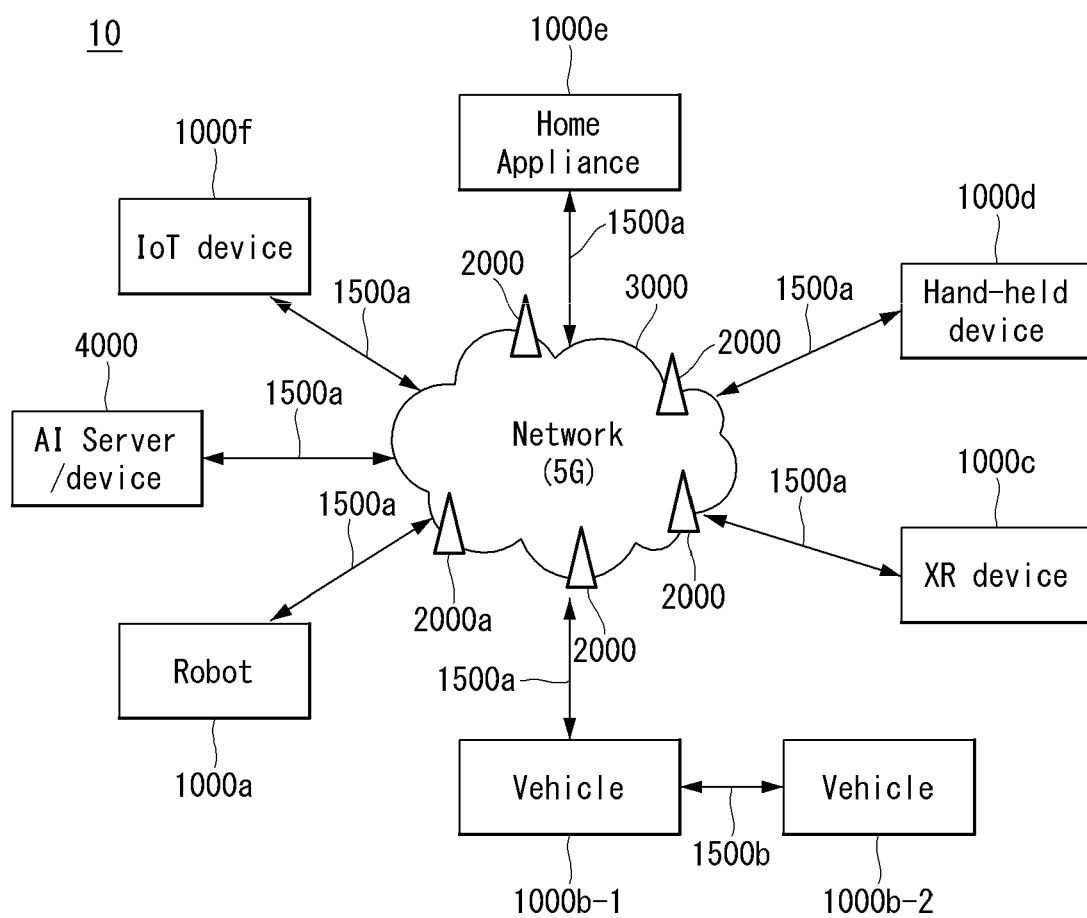 10
1000e
Home
Appliance
1000f
IoT device
1500a
1000d
Hand-held
device
2000
3000
1500a
1500a
2000
4000
AI Server
/device
1500a
Network
(5G)
1000c
XR device
1500a
1500a
2000a
2000
2000
Robot
1000a
1500a
Vehicle
1000b-1
1500b
Vehicle
1000b-2